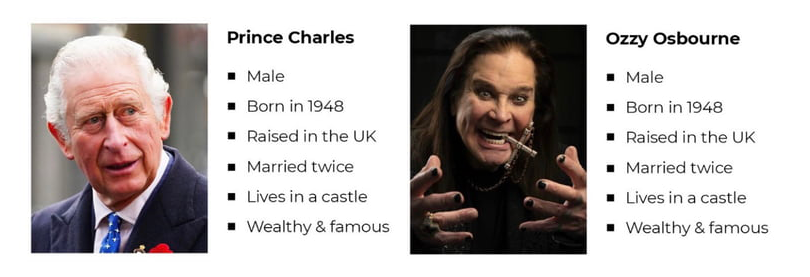 Prince Charles
▪ Male
▪ Born in 1948
▪ Raised in the UK
▪ Married twice
▪ Lives in a castle
▪ Wealthy & famous
Ozzy Osbourne
▪ Male
▪ Born in 1948
▪ Raised in the UK
▪ Married twice
▪ Lives in a castle
▪ Wealthy & famous